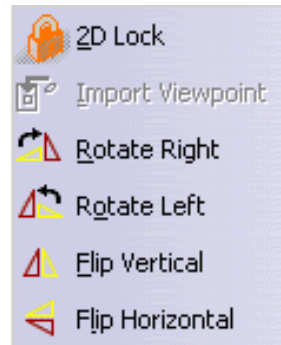 2D Lock
Import Viewpoint
Rotate Right
Rotate Left
Flip Vertical
Flip Horizontal